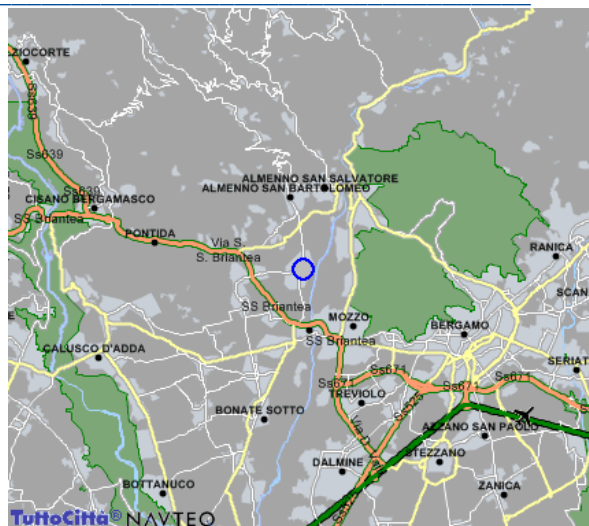 ZIOCORTE
Ss639
Ss639
Ss639
CISANO BERGAMASCO
SS Briantea
PONTIDA
ALMENNO SAN SALVATORE
ALMENNO SAN BARTOLOMEO
Via S.
S. Briantea
SS Briantea
SS Briantea
MOZZO
RANICA
SCAN
BERGAMO
SERIAT
CALUSCO D'ADDA
Ss671
Ss671
Ss671
Ss671
TREVIOLO
Ss525
BONATE SOTTO
AZZANO SAN PAOLO
STEZZANO
DALMINE
BOTTANUCO
ZANICA
TuttoCittà® NAVTEQ